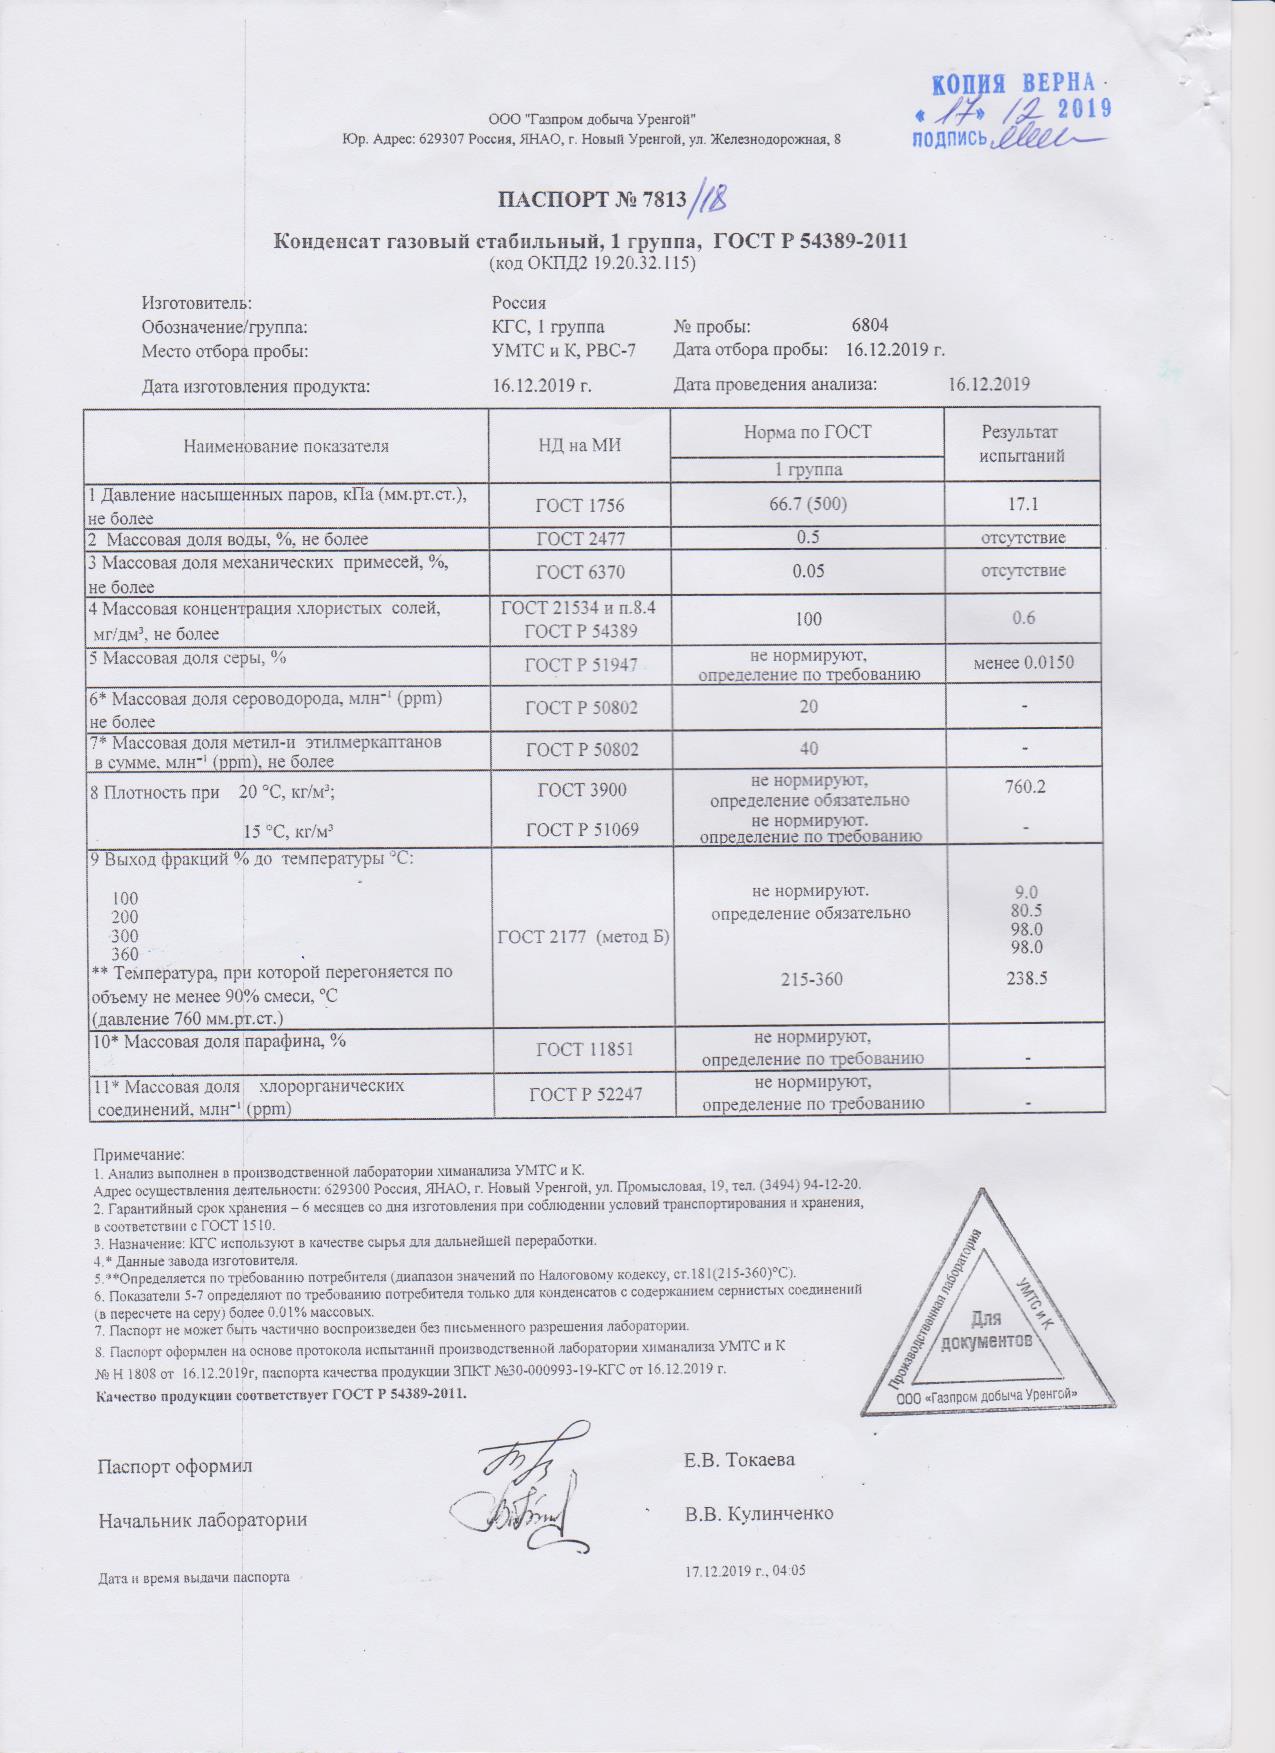 КОПИЯ ВЕРНА
« 17 » 12 2019
ПОДПИСЬ
ООО "Газпром добыча Уренгой"
Юр. Адрес: 629307 Россия, ЯНАО, г. Новый Уренгой, ул. Железнодорожная, 8
ПАСПОРТ № 7813/18
Конденсат газовый стабильный, 1 группа, ГОСТ Р 54389-2011
(код ОКПД2 19.20.32.115)
Изготовитель: Россия
Обозначение/группа: КГС, 1 группа № пробы: 6804
Место отбора пробы: УМТС и К, РВС-7 Дата отбора пробы: 16.12.2019 г.
Дата изготовления продукта: 16.12.2019 г. Дата проведения анализа: 16.12.2019
Наименование показателя НД на МИ Норма по ГОСТ Результат испытаний
1 группа
1 Давление насыщенных паров, кПа (мм.рт.ст.),
не более ГОСТ 1756 66.7 (500) 17.1
2 Массовая доля воды, %, не более ГОСТ 2477 0.5 отсутствие
3 Массовая доля механических примесей, %,
не более ГОСТ 6370 0.05 отсутствие
4 Массовая концентрация хлористых солей, ГОСТ 21534 и п.8.4
мг/дм³, не более ГОСТ Р 54389 100 0.6
5 Массовая доля серы, % ГОСТ Р 51947 не нормируют, менее 0.0150
определение по требованию
6* Массовая доля сероводорода, млн⁻¹ (ppm)
не более ГОСТ Р 50802 20 -
7* Массовая доля метил-и этилмеркаптанов
в сумме, млн⁻¹ (ppm), не более ГОСТ Р 50802 40 -
8 Плотность при 20 °С, кг/м³; ГОСТ 3900 не нормируют, 760.2
определение обязательно
15 °С, кг/м³ ГОСТ Р 51069 не нормируют. -
определение по требованию
9 Выход фракций % до температуры °С:
100 не нормируют. 9.0
200 определение обязательно 80.5
300 ГОСТ 2177 (метод Б) 98.0
360 98.0
** Температура, при которой перегоняется по 215-360 238.5
объему не менее 90% смеси, °С
(давление 760 мм.рт.ст.)
10* Массовая доля парафина, % ГОСТ 11851 не нормируют,
определение по требованию -
11* Массовая доля хлорорганических ГОСТ Р 52247 не нормируют,
соединений, млн⁻¹ (ppm) определение по требованию -
Примечание:
1. Анализ выполнен в производственной лаборатории химанализа УМТС и К.
Адрес осуществления деятельности: 629300 Россия, ЯНАО, г. Новый Уренгой, ул. Промысловая, 19, тел. (3494) 94-12-20.
2. Гарантийный срок хранения – 6 месяцев со дня изготовления при соблюдении условий транспортирования и хранения,
в соответствии с ГОСТ 1510.
3. Назначение: КГС используют в качестве сырья для дальнейшей переработки.
4.* Данные завода изготовителя.
5.**Определяется по требованию потребителя (диапазон значений по Налоговому кодексу, ст.181(215-360)°С).
6. Показатели 5-7 определяют по требованию потребителя только для конденсатов с содержанием сернистых соединений
(в пересчете на серу) более 0.01% массовых.
7. Паспорт не может быть частично воспроизведен без письменного разрешения лаборатории.
8. Паспорт оформлен на основе протокола испытаний производственной лаборатории химанализа УМТС и К
№ Н 1808 от 16.12.2019г, паспорта качества продукции ЗПКТ №30-000993-19-КГС от 16.12.2019 г.
Качество продукции соответствует ГОСТ Р 54389-2011.
Производственная лаборатория
УМТС и К
Для
документов
ООО «Газпром добыча Уренгой»
Паспорт оформил Е.В. Токаева
Начальник лаборатории В.В. Кулинченко
Дата и время выдачи паспорта 17.12.2019 г., 04:05